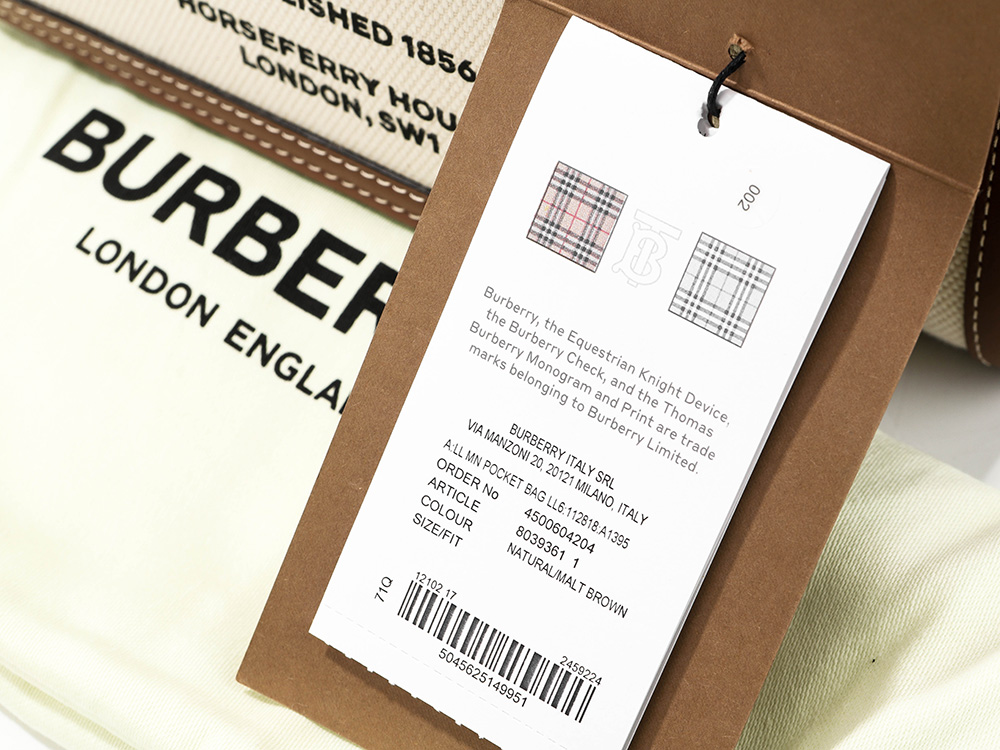 LISHED 1856
HORSEFERRY HOU
LONDON, SW1
BURBER
LONDON ENGLA
002
Burberry, the Equestrian Knight Device,
the Burberry Check, and the Thomas
Burberry Monogram and Print are trade
marks belonging to Burberry Limited.
BURBERRY ITALY SRL
VIA MANZONI 20, 20121 MILANO, ITALY
A:LL MN POCKET BAG LL6:112818:A1395
ORDER No 4500604204
ARTICLE 8039361 1
COLOUR NATURAL/MALT BROWN
SIZE/FIT
71Q
12102 17 2459224
5045625149951